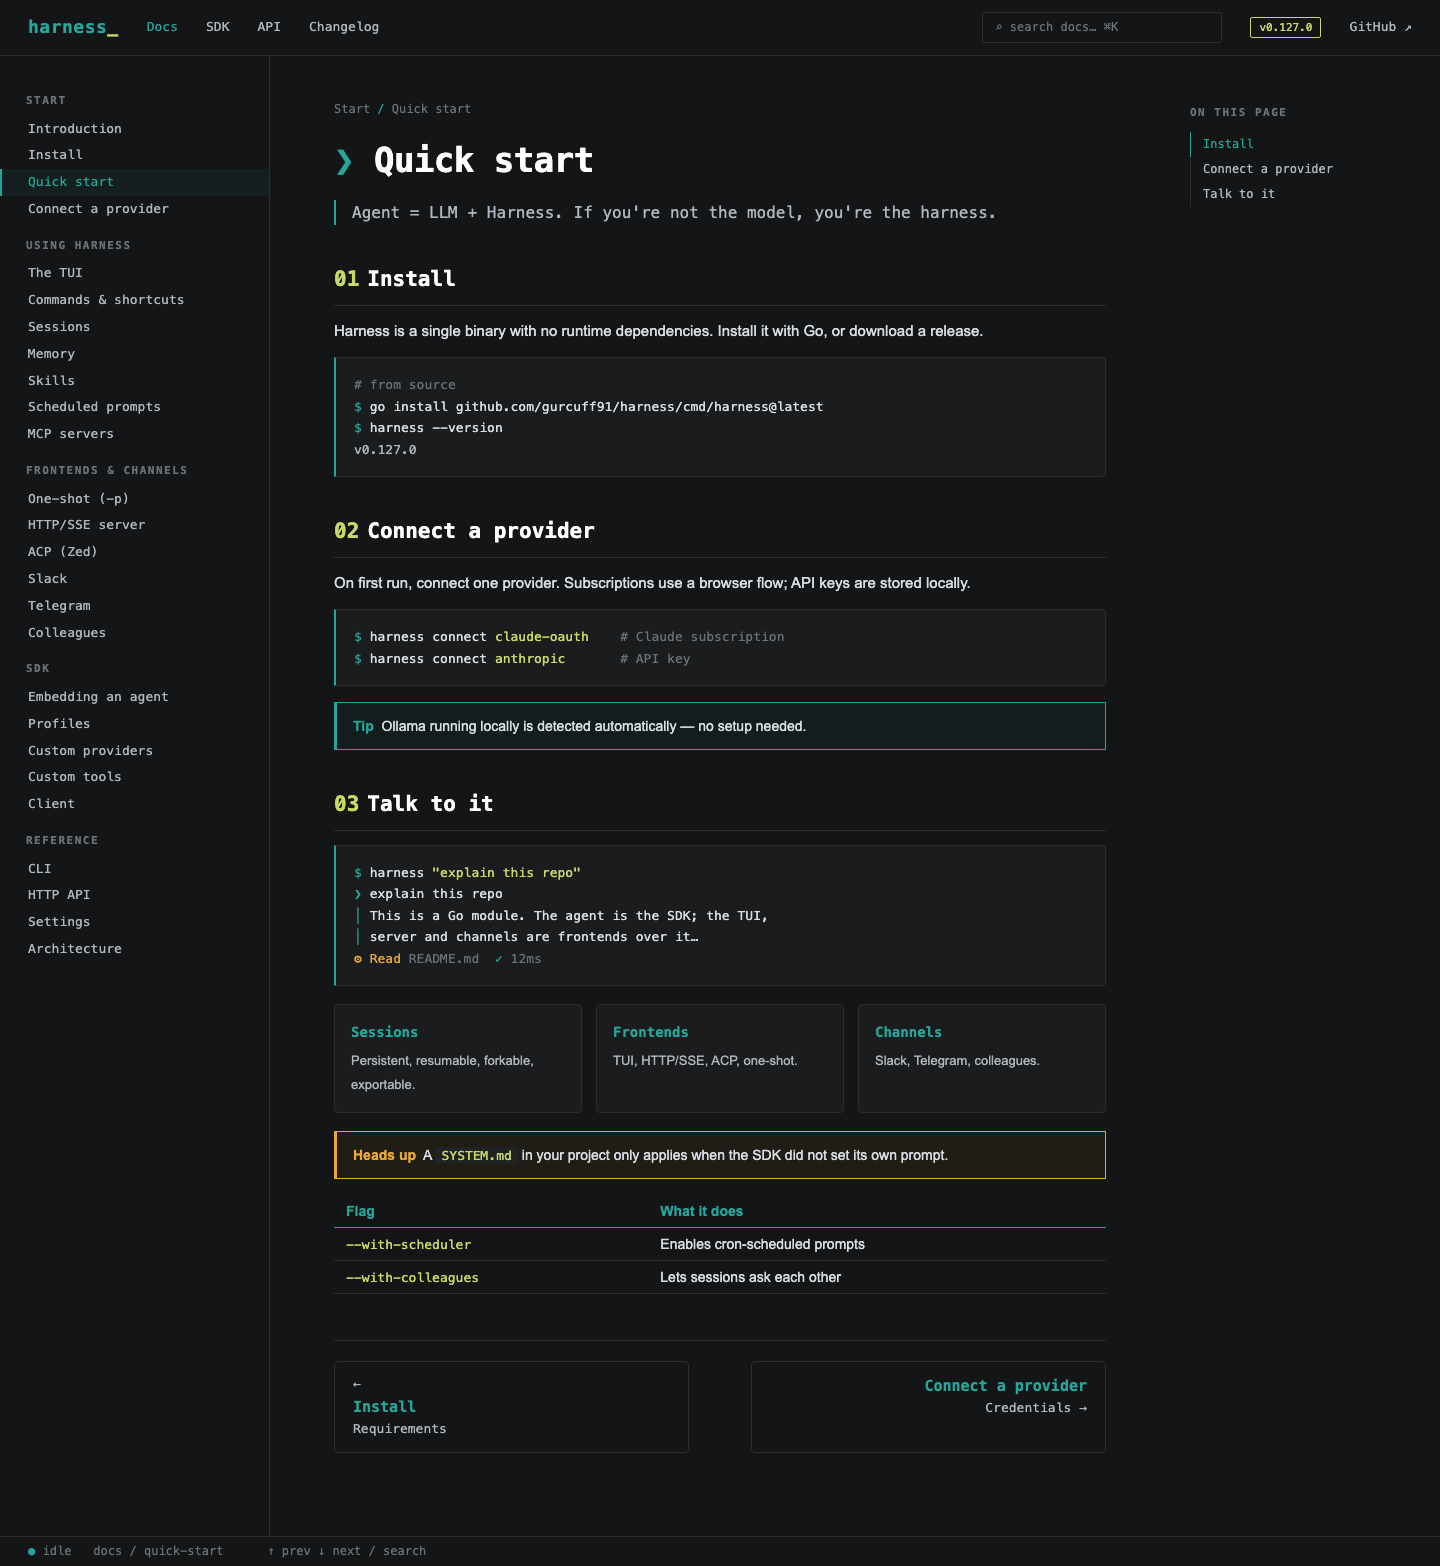 harness_
Docs
SDK
API
Changelog
⌕ search docs… ⌘K
v0.127.0
GitHub ↗
START
Introduction
Install
Quick start
Connect a provider
USING HARNESS
The TUI
Commands & shortcuts
Sessions
Memory
Skills
Scheduled prompts
MCP servers
FRONTENDS & CHANNELS
One-shot (-p)
HTTP/SSE server
ACP (Zed)
Slack
Telegram
Colleagues
SDK
Embedding an agent
Profiles
Custom providers
Custom tools
Client
REFERENCE
CLI
HTTP API
Settings
Architecture
Start / Quick start
❯ Quick start
Agent = LLM + Harness. If you're not the model, you're the harness.
01 Install
Harness is a single binary with no runtime dependencies. Install it with Go, or download a release.
# from source
$ go install github.com/gurcuff91/harness/cmd/harness@latest
$ harness --version
v0.127.0
02 Connect a provider
On first run, connect one provider. Subscriptions use a browser flow; API keys are stored locally.
$ harness connect claude-oauth # Claude subscription
$ harness connect anthropic # API key
Tip Ollama running locally is detected automatically — no setup needed.
03 Talk to it
$ harness "explain this repo"
❯ explain this repo
│ This is a Go module. The agent is the SDK; the TUI,
│ server and channels are frontends over it…
⚙ Read README.md ✓ 12ms
Sessions
Persistent, resumable, forkable,
exportable.
Frontends
TUI, HTTP/SSE, ACP, one-shot.
Channels
Slack, Telegram, colleagues.
Heads up A SYSTEM.md in your project only applies when the SDK did not set its own prompt.
Flag What it does
--with-scheduler Enables cron-scheduled prompts
--with-colleagues Lets sessions ask each other
←
Install
Requirements
Connect a provider
Credentials →
ON THIS PAGE
Install
Connect a provider
Talk to it
● idle docs / quick-start ↑ prev ↓ next / search